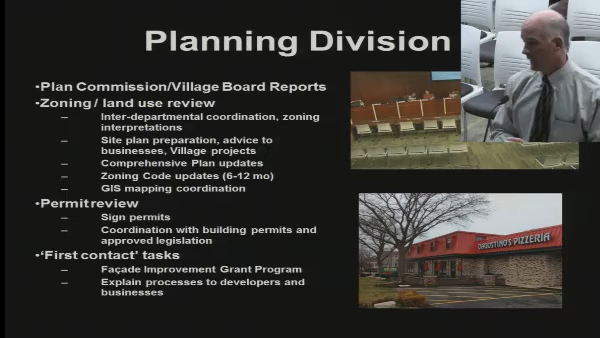 Planning Division
•Plan Commission/Village Board Reports
•Zoning / land use review
– Inter-departmental coordination, zoning
interpretations
– Site plan preparation, advice to
businesses, Village projects
– Comprehensive Plan updates
– Zoning Code updates (6-12 mo)
– GIS mapping coordination
•Permit review
– Sign permits
– Coordination with building permits and
approved legislation
•‘First contact’ tasks
– Façade Improvement Grant Program
– Explain processes to developers and
businesses
PIZZERIA